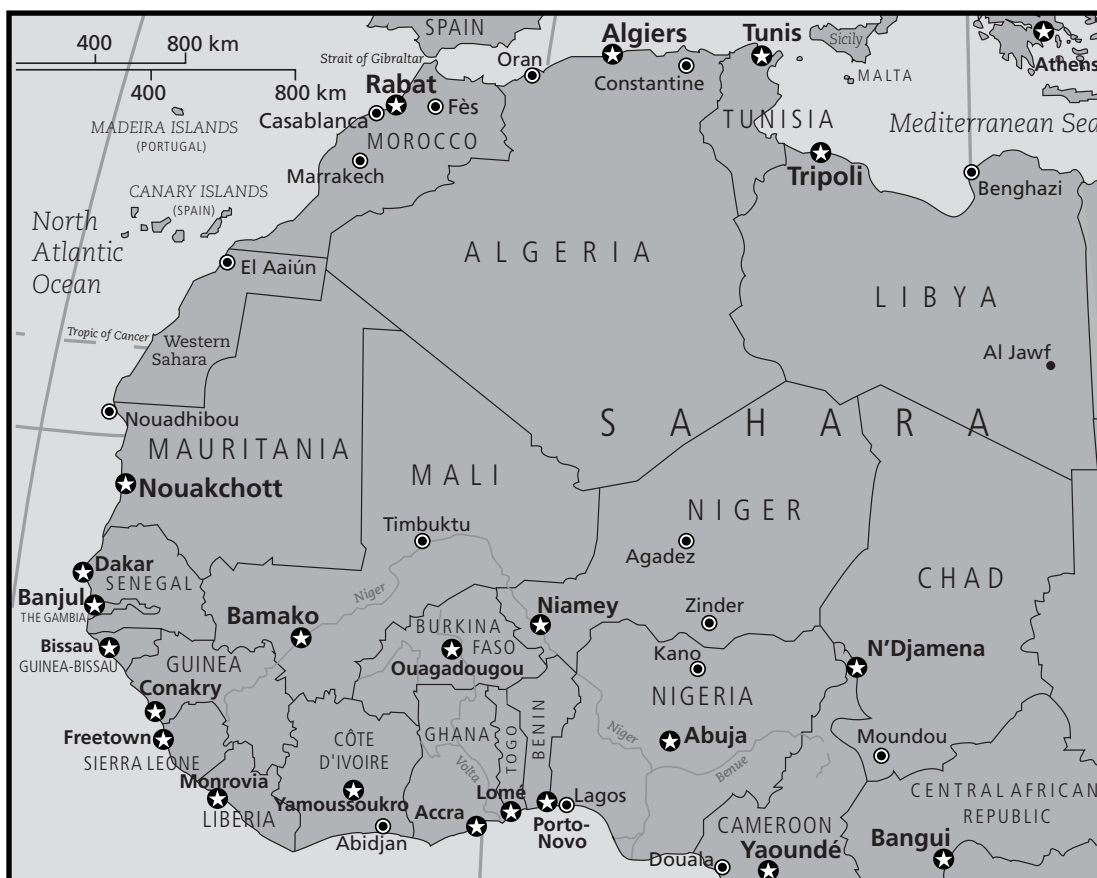 SPAIN
Algiers
Tunis
Sicily
Athens
400 800 km
400 800 km
Strait of Gibraltar
Oran
Constantine
MALTA
Rabat
Fès
Casablanca
MOROCCO
TUNISIA
Mediterranean Sea
MADEIRA ISLANDS
(PORTUGAL)
Marrakech
Tripoli
Benghazi
CANARY ISLANDS
(SPAIN)
North
Atlantic
Ocean
El Aaiún
ALGERIA
LIBYA
Tropic of Cancer
Western
Sahara
Al Jawf
Nouadhibou
SAHARA
MAURITANIA
MALI
Nouakchott
NIGER
Timbuktu
Agadez
Dakar
SENEGAL
CHAD
Banjul
THE GAMBIA
Niger
Bamako
Niamey
Zinder
BURKINA
FASO
Bissau
GUINEA-BISSAU
GUINEA
Ouagadougou
Kano
N'Djamena
Conakry
NIGERIA
Freetown
SIERRA LEONE
CÔTE
D'IVOIRE
GHANA
TOGO
BENIN
Niger
Abuja
Moundou
Volta
Benue
Monrovia
LIBERIA
Yamoussoukro
Accra
Lomé
Lagos
CENTRAL AFRICAN
REPUBLIC
Abidjan
Porto-
Novo
CAMEROON
Douala
Yaoundé
Bangui